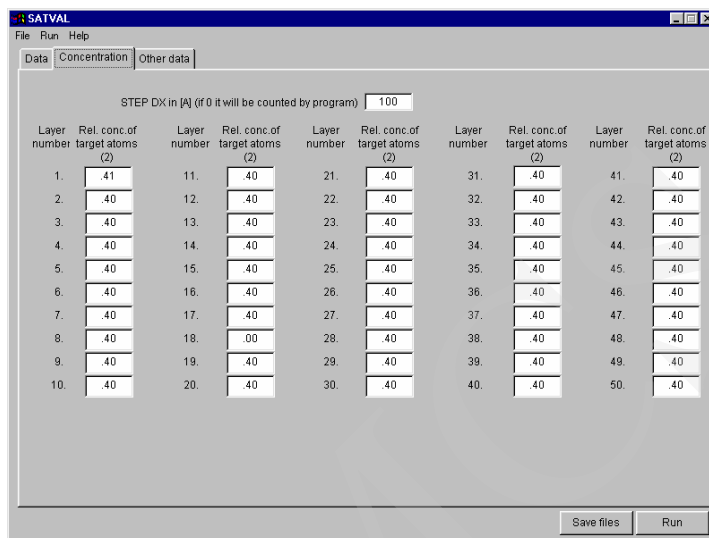 SATVAL
File Run Help
Data Concentration Other data
STEP DX in [A] (if 0 it will be counted by program) 100
Layer Rel. conc.of Layer Rel. conc.of Layer Rel. conc.of Layer Rel. conc.of Layer Rel. conc.of
number target atoms number target atoms number target atoms number target atoms number target atoms
(2) (2) (2) (2) (2)
1. .41 11. .40 21. .40 31. .40 41. .40
2. .40 12. .40 22. .40 32. .40 42. .40
3. .40 13. .40 23. .40 33. .40 43. .40
4. .40 14. .40 24. .40 34. .40 44. .40
5. .40 15. .40 25. .40 35. .40 45. .40
6. .40 16. .40 26. .40 36. .40 46. .40
7. .40 17. .40 27. .40 37. .40 47. .40
8. .40 18. .00 28. .40 38. .40 48. .40
9. .40 19. .40 29. .40 39. .40 49. .40
10. .40 20. .40 30. .40 40. .40 50. .40
Save files Run